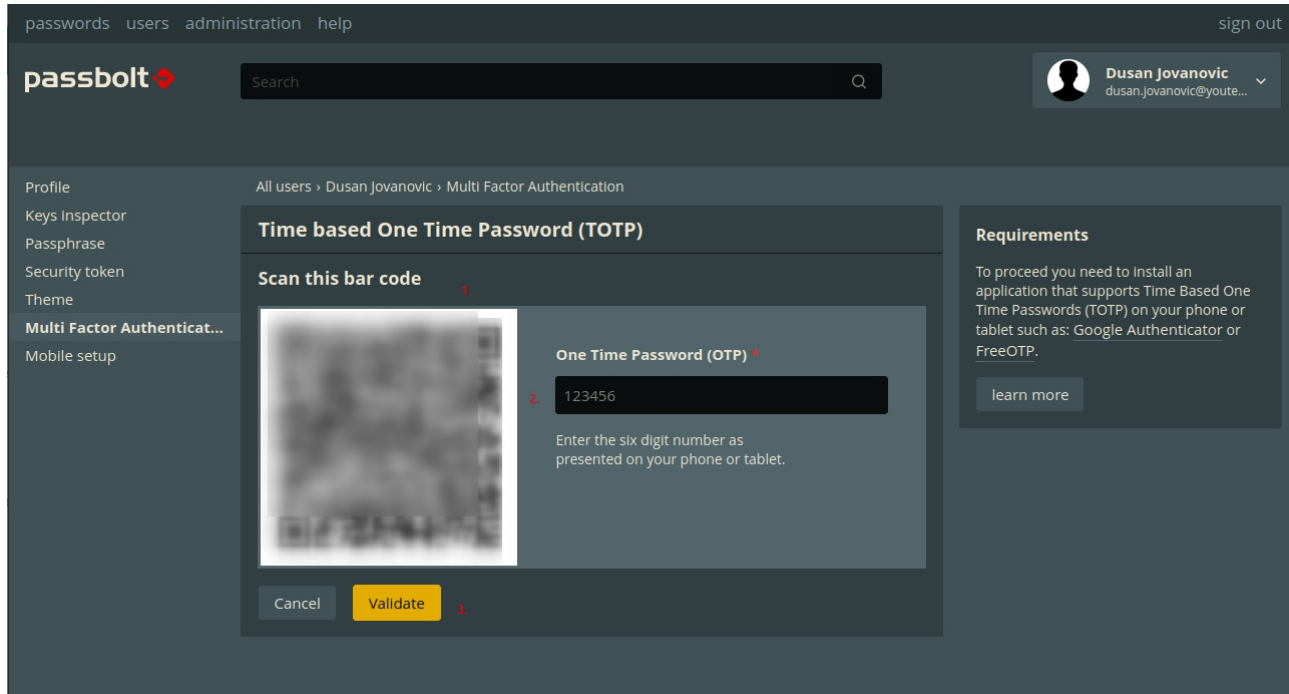 passwords users administration help sign out
passbolt
Search
Dusan Jovanovic
dusan.jovanovic@youte...
Profile
Keys inspector
Passphrase
Security token
Theme
Multi Factor Authenticat...
Mobile setup
All users › Dusan Jovanovic › Multi Factor Authentication
Time based One Time Password (TOTP)
Scan this bar code
1.
One Time Password (OTP) *
2.
123456
Enter the six digit number as
presented on your phone or tablet.
Cancel
Validate
3.
Requirements
To proceed you need to install an
application that supports Time Based One
Time Passwords (TOTP) on your phone or
tablet such as: Google Authenticator or
FreeOTP.
learn more